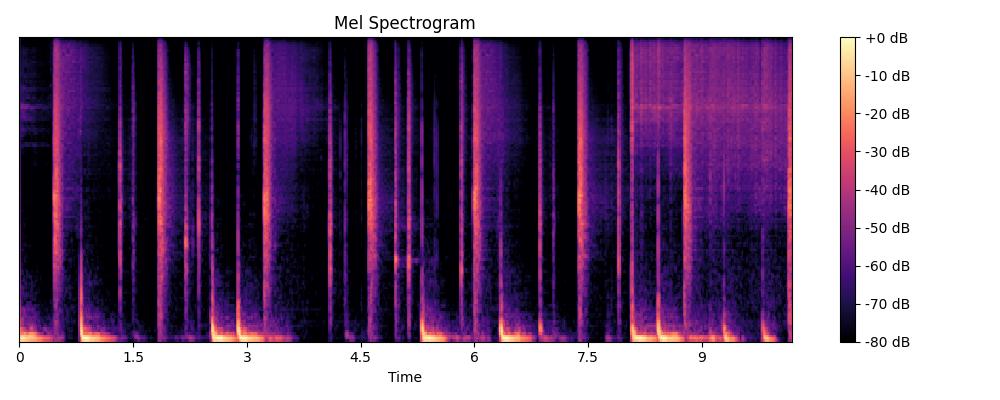 Mel Spectrogram
+0 dB
-10 dB
-20 dB
-30 dB
-40 dB
-50 dB
-60 dB
-70 dB
-80 dB
0 1.5 3 4.5 6 7.5 9
Time